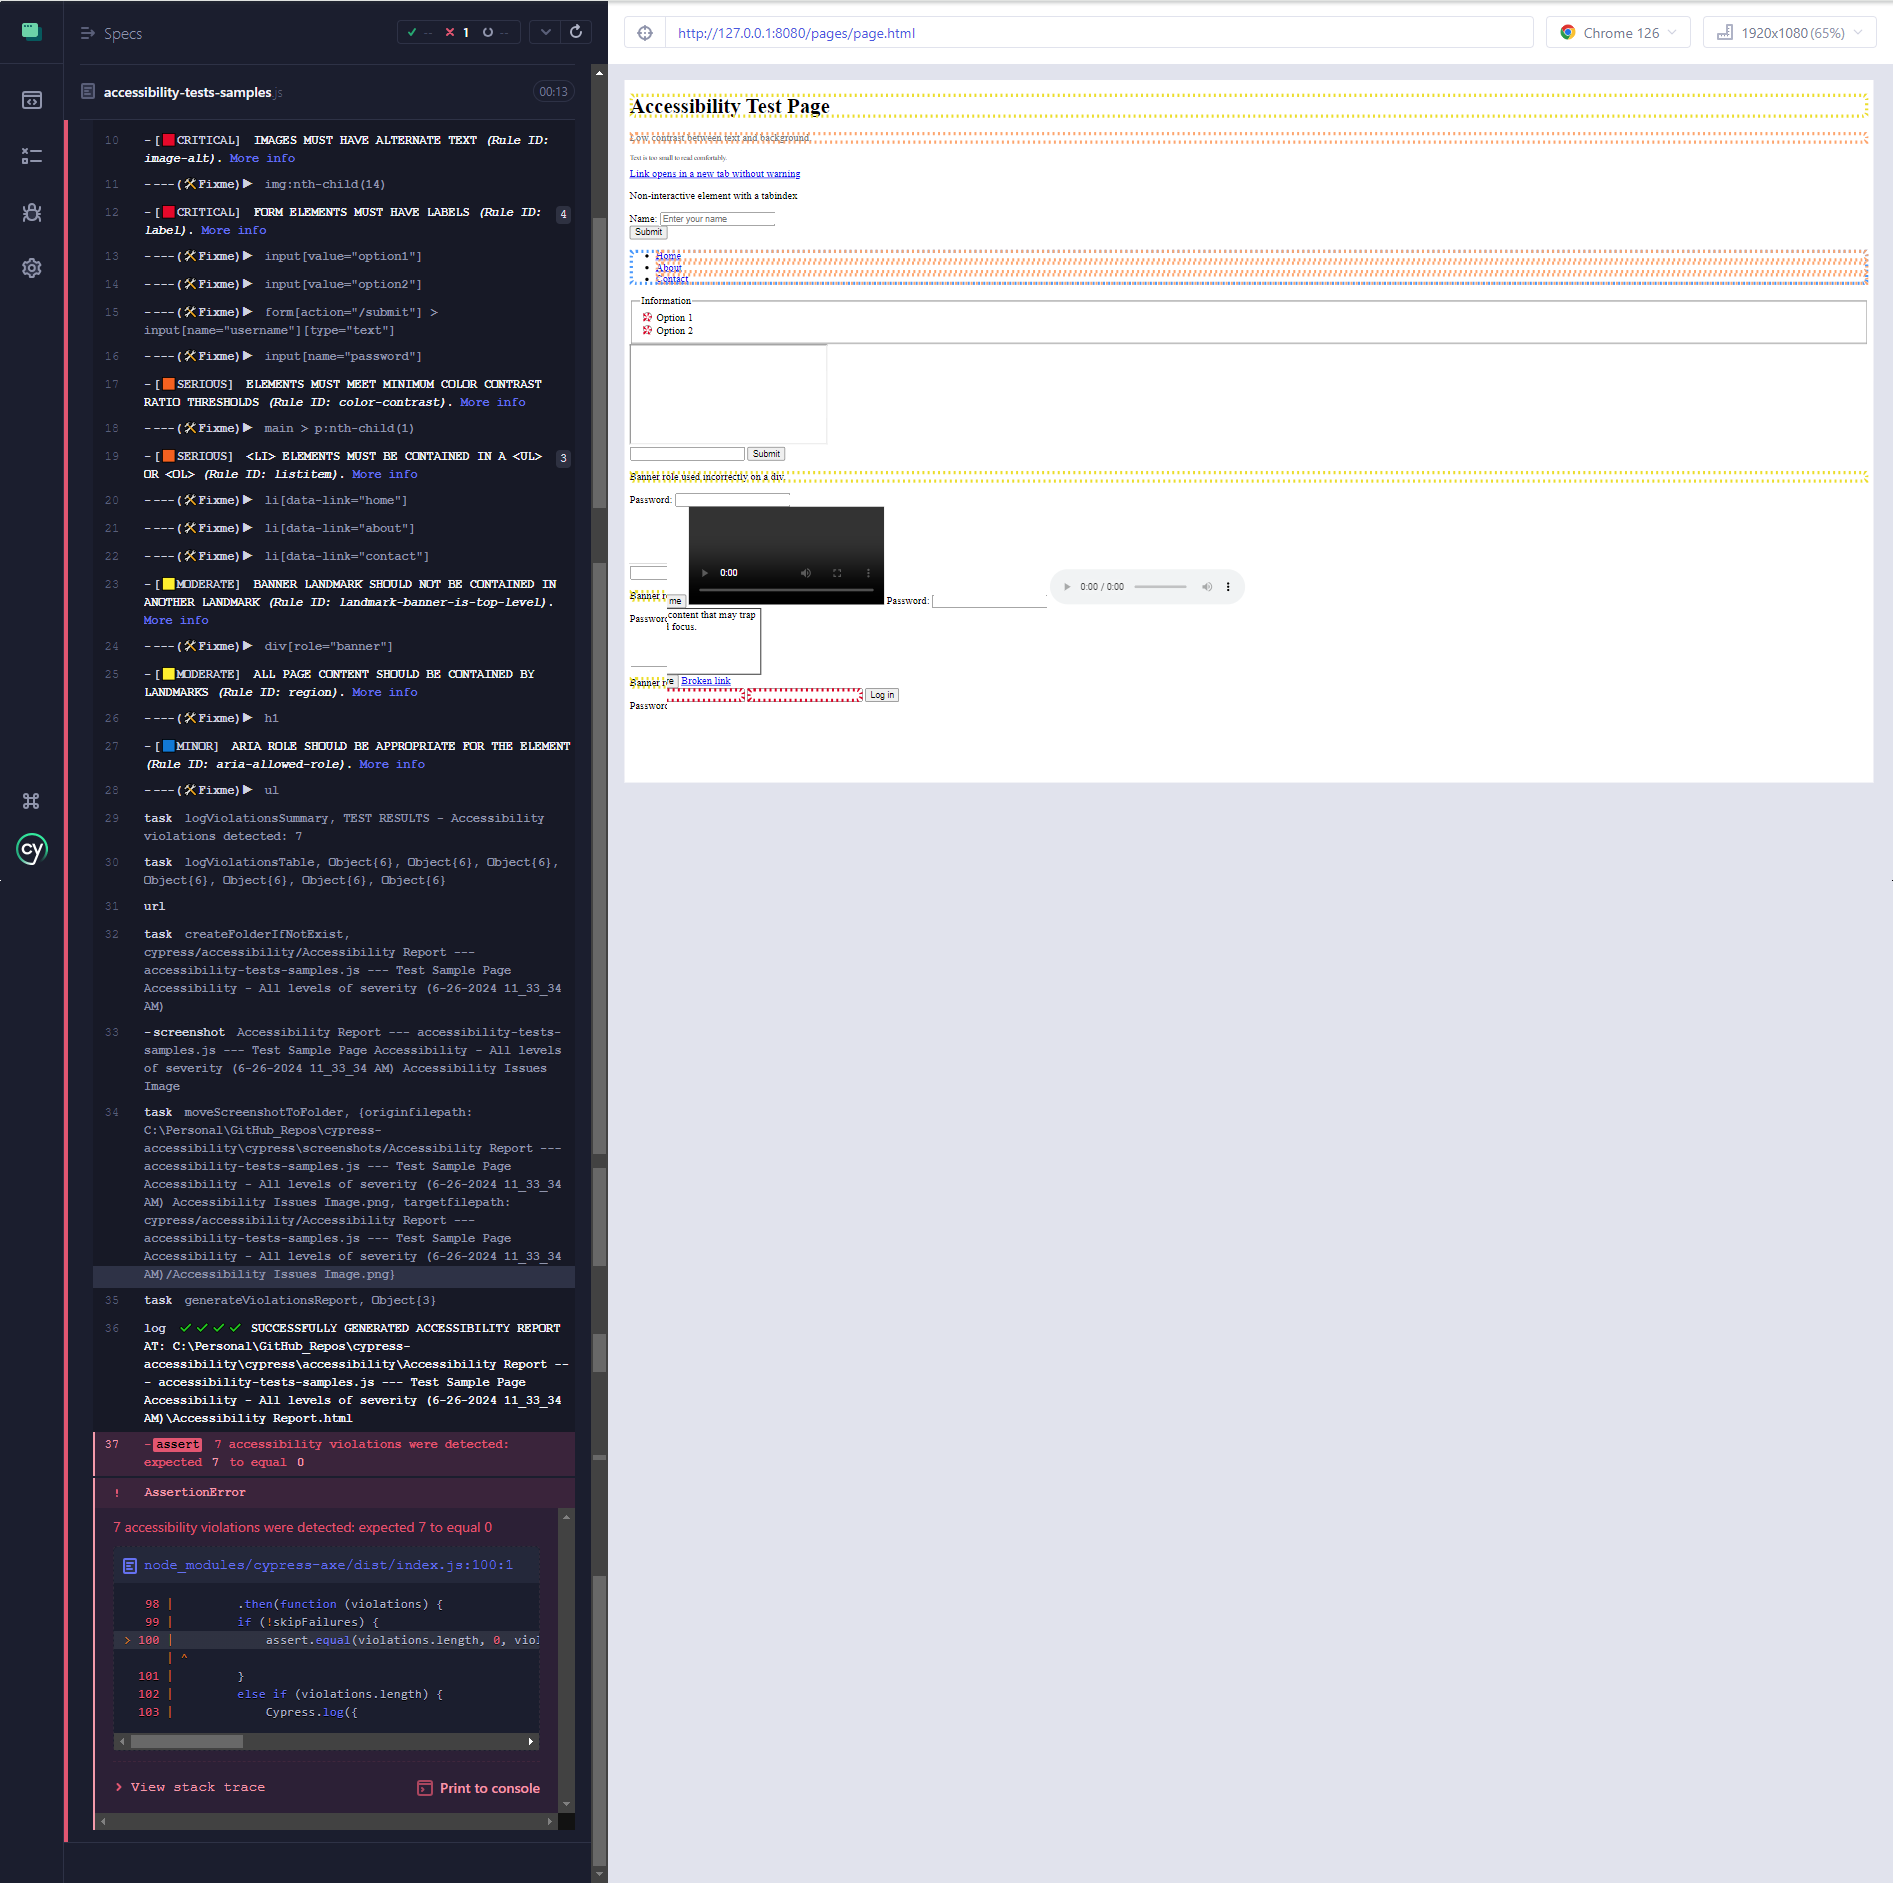 Specs
✓ -- ✕ 1 --
accessibility-tests-samples.js
00:13
10 -[🟥CRITICAL] IMAGES MUST HAVE ALTERNATE TEXT (Rule ID:
image-alt). More info
11 ----(🛠Fixme)▶ img:nth-child(14)
12 -[🟥CRITICAL] FORM ELEMENTS MUST HAVE LABELS (Rule ID: 4
label). More info
13 ----(🛠Fixme)▶ input[value="option1"]
14 ----(🛠Fixme)▶ input[value="option2"]
15 ----(🛠Fixme)▶ form[action="/submit"] >
input[name="username"][type="text"]
16 ----(🛠Fixme)▶ input[name="password"]
17 -[🟧SERIOUS] ELEMENTS MUST MEET MINIMUM COLOR CONTRAST
RATIO THRESHOLDS (Rule ID: color-contrast). More info
18 ----(🛠Fixme)▶ main > p:nth-child(1)
19 -[🟧SERIOUS] <LI> ELEMENTS MUST BE CONTAINED IN A <UL> 3
OR <OL> (Rule ID: listitem). More info
20 ----(🛠Fixme)▶ li[data-link="home"]
21 ----(🛠Fixme)▶ li[data-link="about"]
22 ----(🛠Fixme)▶ li[data-link="contact"]
23 -[🟨MODERATE] BANNER LANDMARK SHOULD NOT BE CONTAINED IN
ANOTHER LANDMARK (Rule ID: landmark-banner-is-top-level).
More info
24 ----(🛠Fixme)▶ div[role="banner"]
25 -[🟨MODERATE] ALL PAGE CONTENT SHOULD BE CONTAINED BY
LANDMARKS (Rule ID: region). More info
26 ----(🛠Fixme)▶ h1
27 -[🟦MINOR] ARIA ROLE SHOULD BE APPROPRIATE FOR THE ELEMENT
(Rule ID: aria-allowed-role). More info
28 ----(🛠Fixme)▶ ul
29 task logViolationsSummary, TEST RESULTS - Accessibility
violations detected: 7
30 task logViolationsTable, Object{6}, Object{6}, Object{6},
Object{6}, Object{6}, Object{6}, Object{6}
31 url
32 task createFolderIfNotExist,
cypress/accessibility/Accessibility Report ---
accessibility-tests-samples.js --- Test Sample Page
Accessibility - All levels of severity (6-26-2024 11_33_34
AM)
33 -screenshot Accessibility Report --- accessibility-tests-
samples.js --- Test Sample Page Accessibility - All levels
of severity (6-26-2024 11_33_34 AM) Accessibility Issues
Image
34 task moveScreenshotToFolder, {originfilepath:
C:\Personal\GitHub_Repos\cypress-
accessibility\cypress\screenshots/Accessibility Report ---
accessibility-tests-samples.js --- Test Sample Page
Accessibility - All levels of severity (6-26-2024 11_33_34
AM) Accessibility Issues Image.png, targetfilepath:
cypress/accessibility/Accessibility Report ---
accessibility-tests-samples.js --- Test Sample Page
Accessibility - All levels of severity (6-26-2024 11_33_34
AM)/Accessibility Issues Image.png}
35 task generateViolationsReport, Object{3}
36 log ✓✓✓✓ SUCCESSFULLY GENERATED ACCESSIBILITY REPORT
AT: C:\Personal\GitHub_Repos\cypress-
accessibility\cypress\accessibility\Accessibility Report --
- accessibility-tests-samples.js --- Test Sample Page
Accessibility - All levels of severity (6-26-2024 11_33_34
AM)\Accessibility Report.html
37 -assert 7 accessibility violations were detected:
expected 7 to equal 0
! AssertionError
7 accessibility violations were detected: expected 7 to equal 0
node_modules/cypress-axe/dist/index.js:100:1
98 | .then(function (violations) {
99 | if (!skipFailures) {
> 100 | assert.equal(violations.length, 0, viol
| ^
101 | }
102 | else if (violations.length) {
103 | Cypress.log({
> View stack trace
Print to console
cy
http://127.0.0.1:8080/pages/page.html
Chrome 126
1920x1080 (65%)
Accessibility Test Page
Low contrast between text and background.
Text is too small to read comfortably.
Link opens in a new tab without warning
Non-interactive element with a tabindex
Name: Enter your name
Submit
Home
About
Contact
Information
Option 1
Option 2
Submit
Banner role used incorrectly on a div.
Password:
0:00
Password:
0:00 / 0:00
Banner r
me
Passwor
content that may trap
l focus.
Banner r
e Broken link
Log in
Password